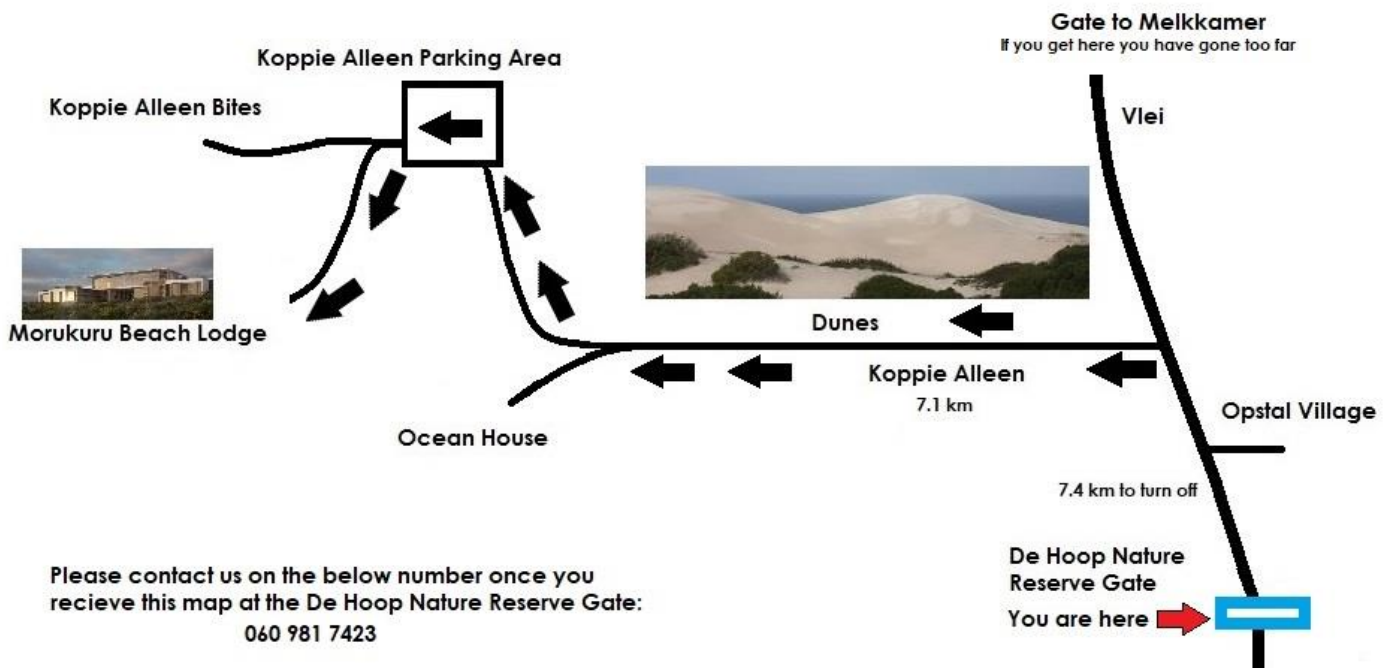 Gate to Melkkamer
If you get here you have gone too far
Koppie Alleen Parking Area
Koppie Alleen Bites
Vlei
Morukuru Beach Lodge
Dunes
Koppie Alleen
7.1 km
Opstal Village
Ocean House
7.4 km to turn off
De Hoop Nature
Reserve Gate
You are here
Please contact us on the below number once you
recieve this map at the De Hoop Nature Reserve Gate:
060 981 7423